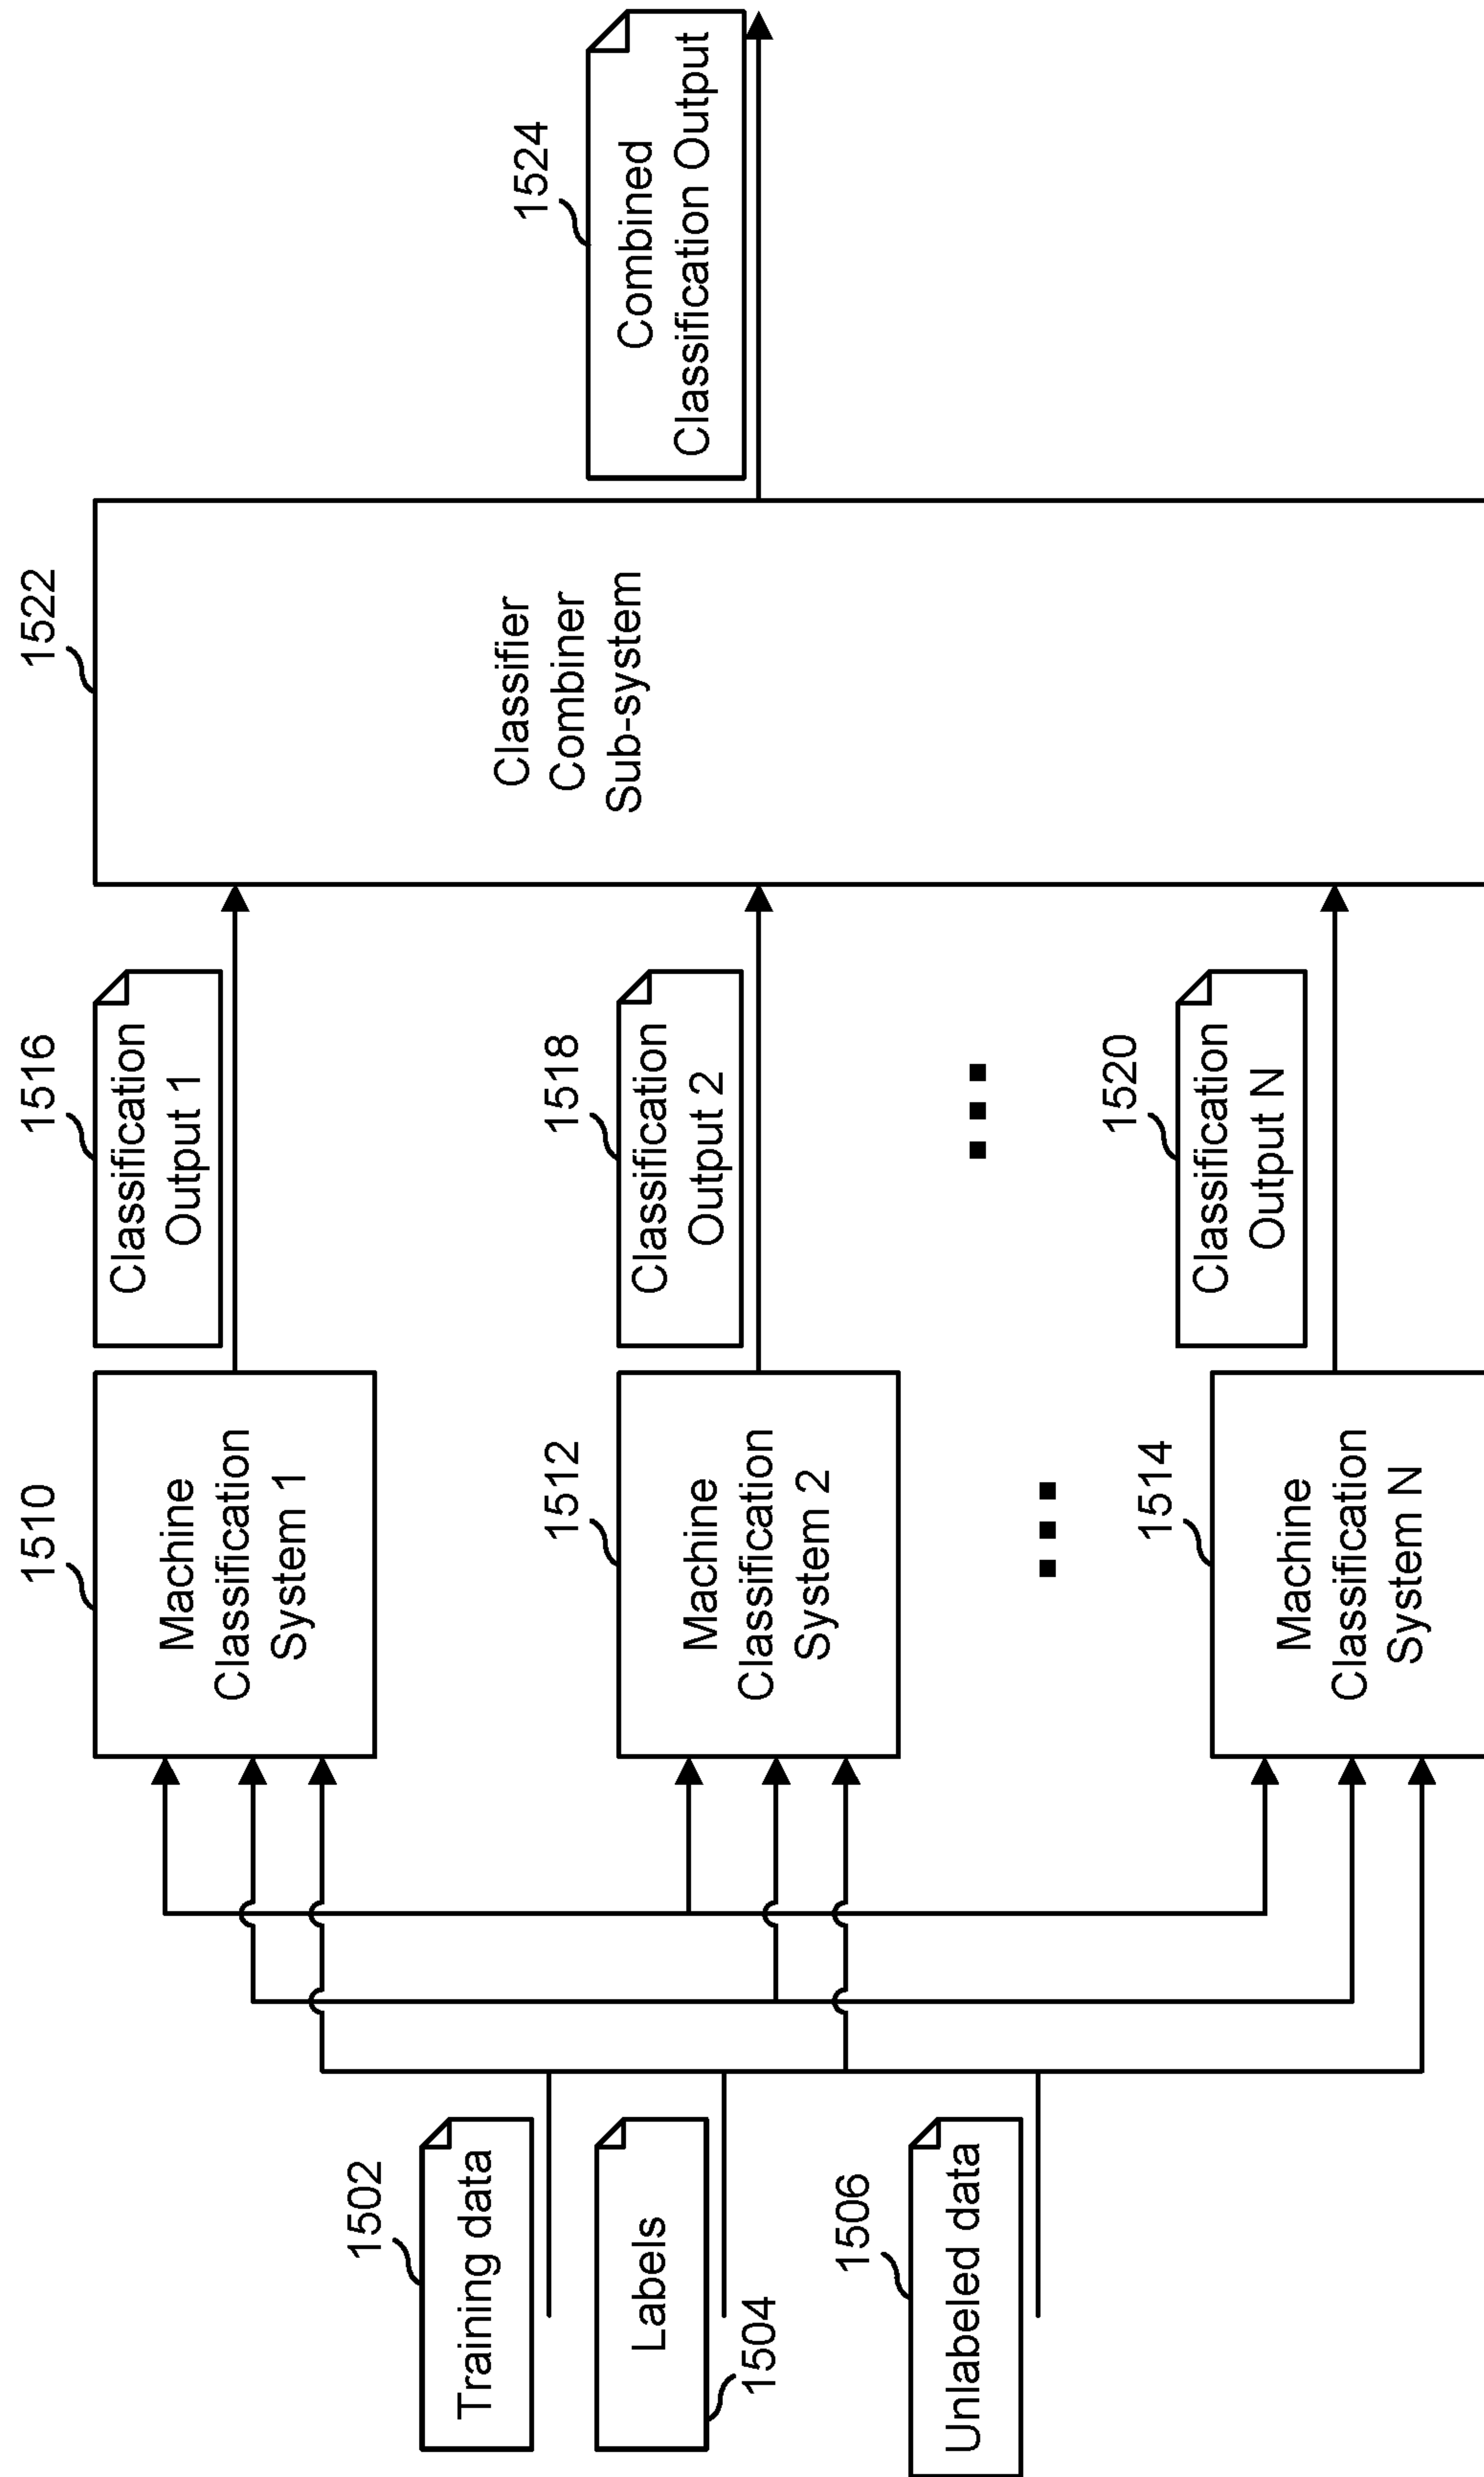 1502
Training data
Labels
1504
1506
Unlabeled data
1510
Machine
Classification
System 1
1512
Machine
Classification
System 2
1514
Machine
Classification
System N
1516
Classification
Output 1
1518
Classification
Output 2
1520
Classification
Output N
1522
Classifier
Combiner
Sub-system
1524
Combined
Classification Output